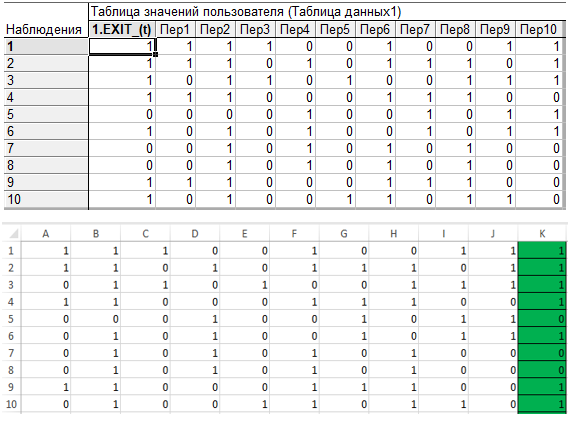 Таблица значений пользователя (Таблица данных1)
Наблюдения 1.EXIT_(t) Пер1 Пер2 Пер3 Пер4 Пер5 Пер6 Пер7 Пер8 Пер9 Пер10
1 1 1 1 1 0 0 1 0 0 1 1
2 1 1 1 0 1 0 1 1 1 0 1
3 1 0 1 1 0 1 0 0 1 1 1
4 1 1 1 0 0 0 1 1 1 0 0
5 0 0 0 0 1 0 0 1 0 1 1
6 1 0 1 0 1 0 0 1 0 1 1
7 0 0 1 0 1 0 1 0 1 0 0
8 0 0 1 0 1 0 1 0 1 0 0
9 1 1 1 0 0 0 1 1 1 0 0
10 1 0 1 0 0 1 1 0 1 1 0
A B C D E F G H I J K
1 1 1 1 0 0 1 0 0 1 1 1
2 1 1 0 1 0 1 1 1 0 1 1
3 0 1 1 0 1 0 0 1 1 1 1
4 1 1 0 0 0 1 1 1 0 0 1
5 0 0 0 1 0 0 1 0 1 1 0
6 0 1 0 1 0 0 1 0 1 1 1
7 0 1 0 1 0 1 0 1 0 0 0
8 0 1 0 1 0 1 0 1 0 0 0
9 1 1 0 0 0 1 1 1 0 0 1
10 0 1 0 0 1 1 0 1 1 0 1